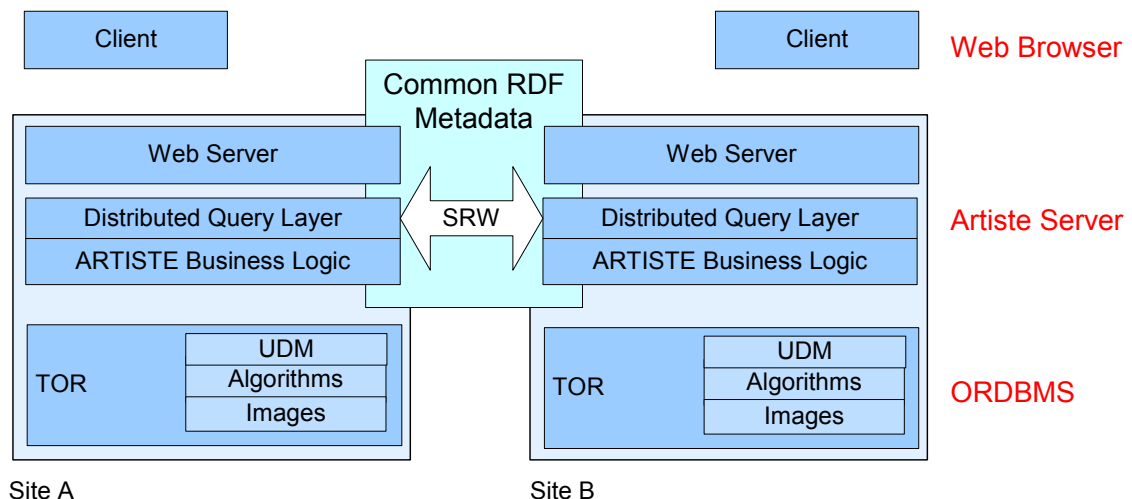 Client
Client
Web Browser
Common RDF
Metadata
Web Server
Web Server
Distributed Query Layer
SRW
Distributed Query Layer
Artiste Server
ARTISTE Business Logic
ARTISTE Business Logic
TOR
UDM
Algorithms
Images
TOR
UDM
Algorithms
Images
ORDBMS
Site A
Site B